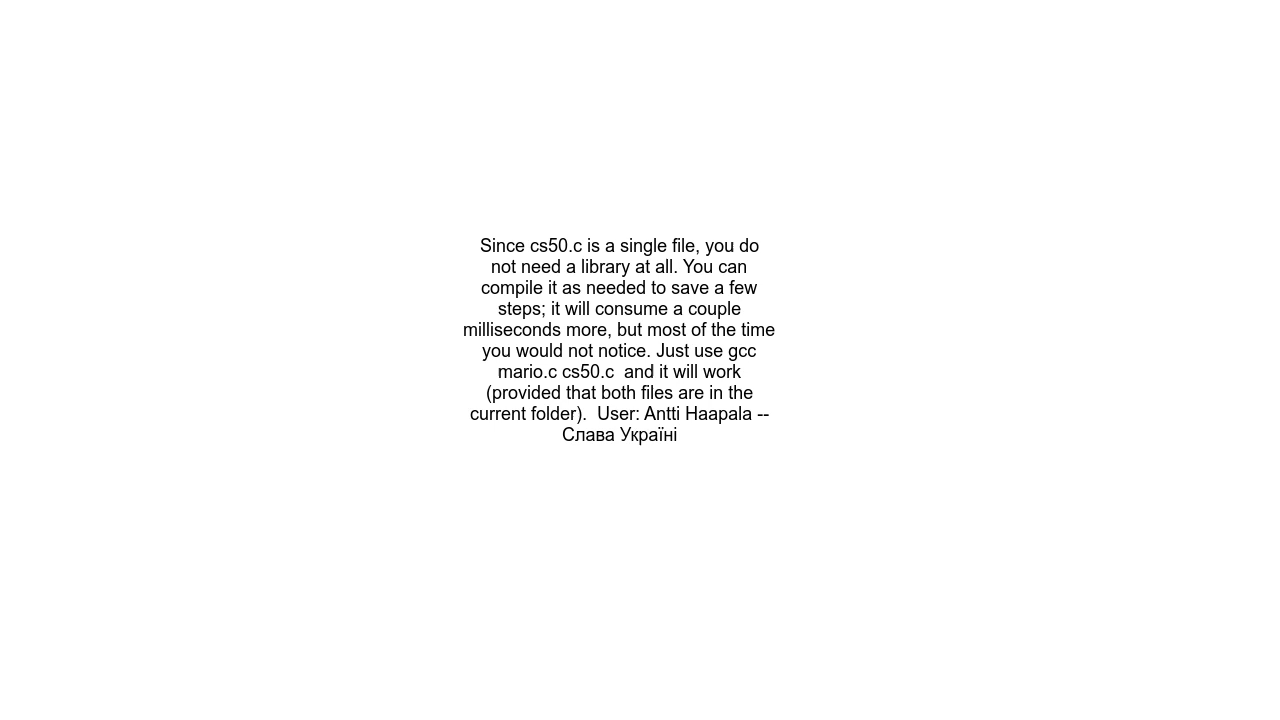 Since cs50.c is a single file, you do
not need a library at all. You can
compile it as needed to save a few
steps; it will consume a couple
milliseconds more, but most of the time
you would not notice. Just use gcc
mario.c cs50.c  and it will work
(provided that both files are in the
current folder).  User: Antti Haapala --
Слава Україні